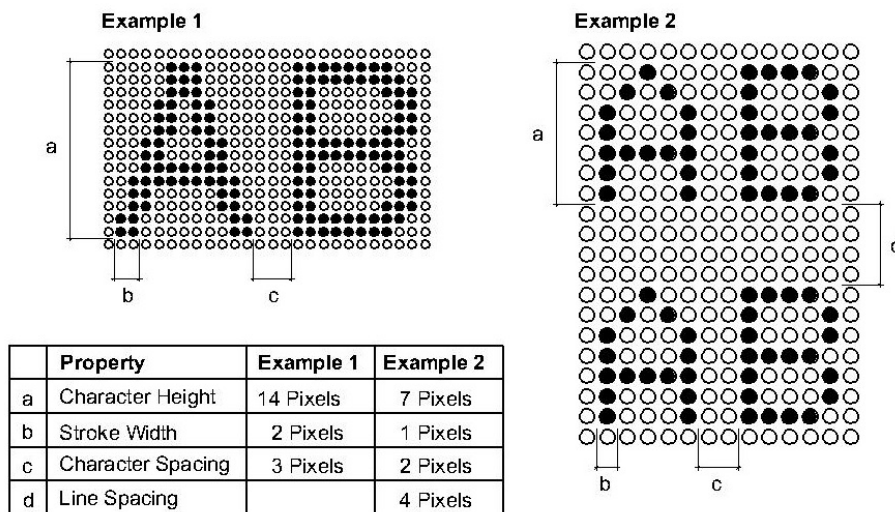 Example 1
Example 2
a
b
c
a
b
c
Property Example 1 Example 2
a Character Height 14 Pixels 7 Pixels
b Stroke Width 2 Pixels 1 Pixels
c Character Spacing 3 Pixels 2 Pixels
d Line Spacing 4 Pixels